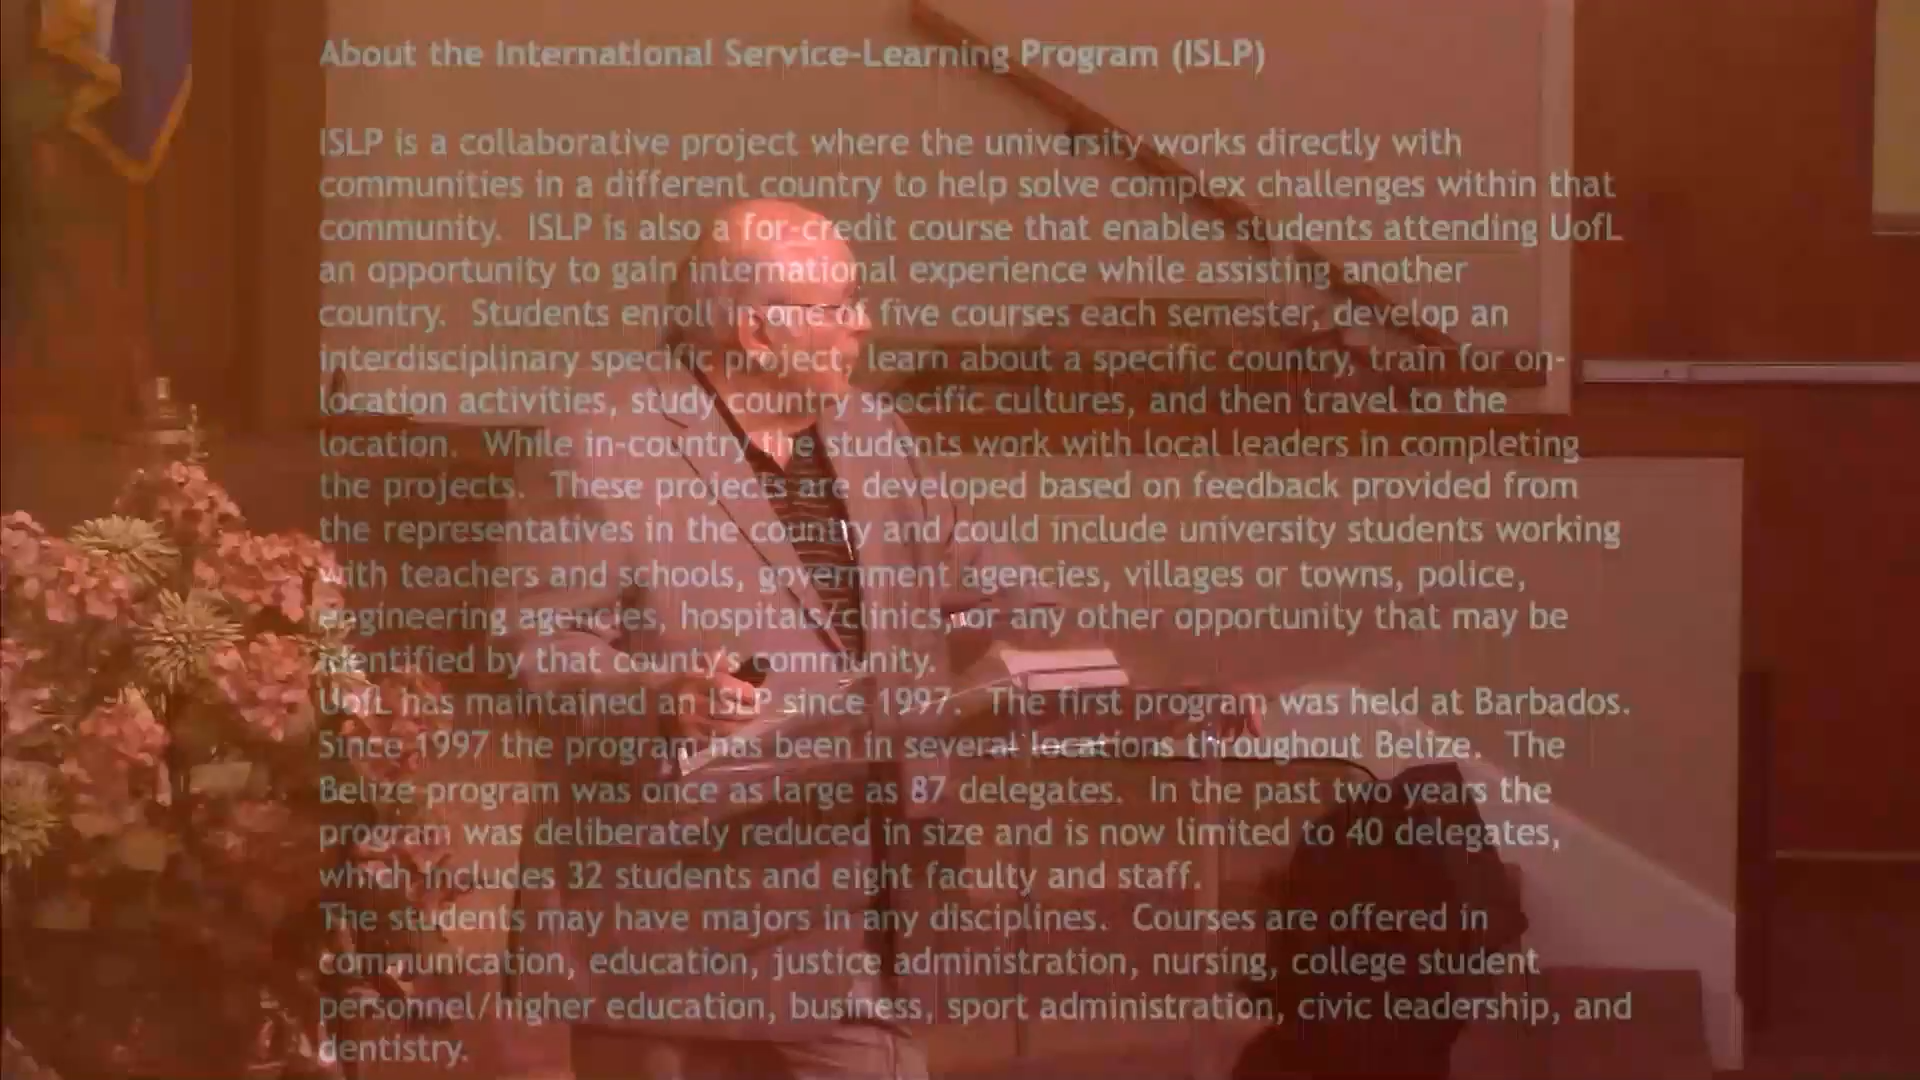 About the International Service-Learning Program (ISLP)
ISLP is a collaborative project where the university works directly with
communities in a different country to help solve complex challenges within that
community. ISLP is also a for-credit course that enables students attending UofL
an opportunity to gain international experience while assisting another
country. Students enroll in one of five courses each semester, develop an
interdisciplinary specific project, learn about a specific country, train for on-
location activities, study country specific cultures, and then travel to the
location. While in-country the students work with local leaders in completing
the projects. These projects are developed based on feedback provided from
the representatives in the country and could include university students working
with teachers and schools, government agencies, villages or towns, police,
engineering agencies, hospitals/clinics, or any other opportunity that may be
identified by that county's community.
UofL has maintained an ISLP since 1997. The first program was held at Barbados.
Since 1997 the program has been in several locations throughout Belize. The
Belize program was once as large as 87 delegates. In the past two years the
program was deliberately reduced in size and is now limited to 40 delegates,
which includes 32 students and eight faculty and staff.
The students may have majors in any disciplines. Courses are offered in
communication, education, justice administration, nursing, college student
personnel/higher education, business, sport administration, civic leadership, and
dentistry.